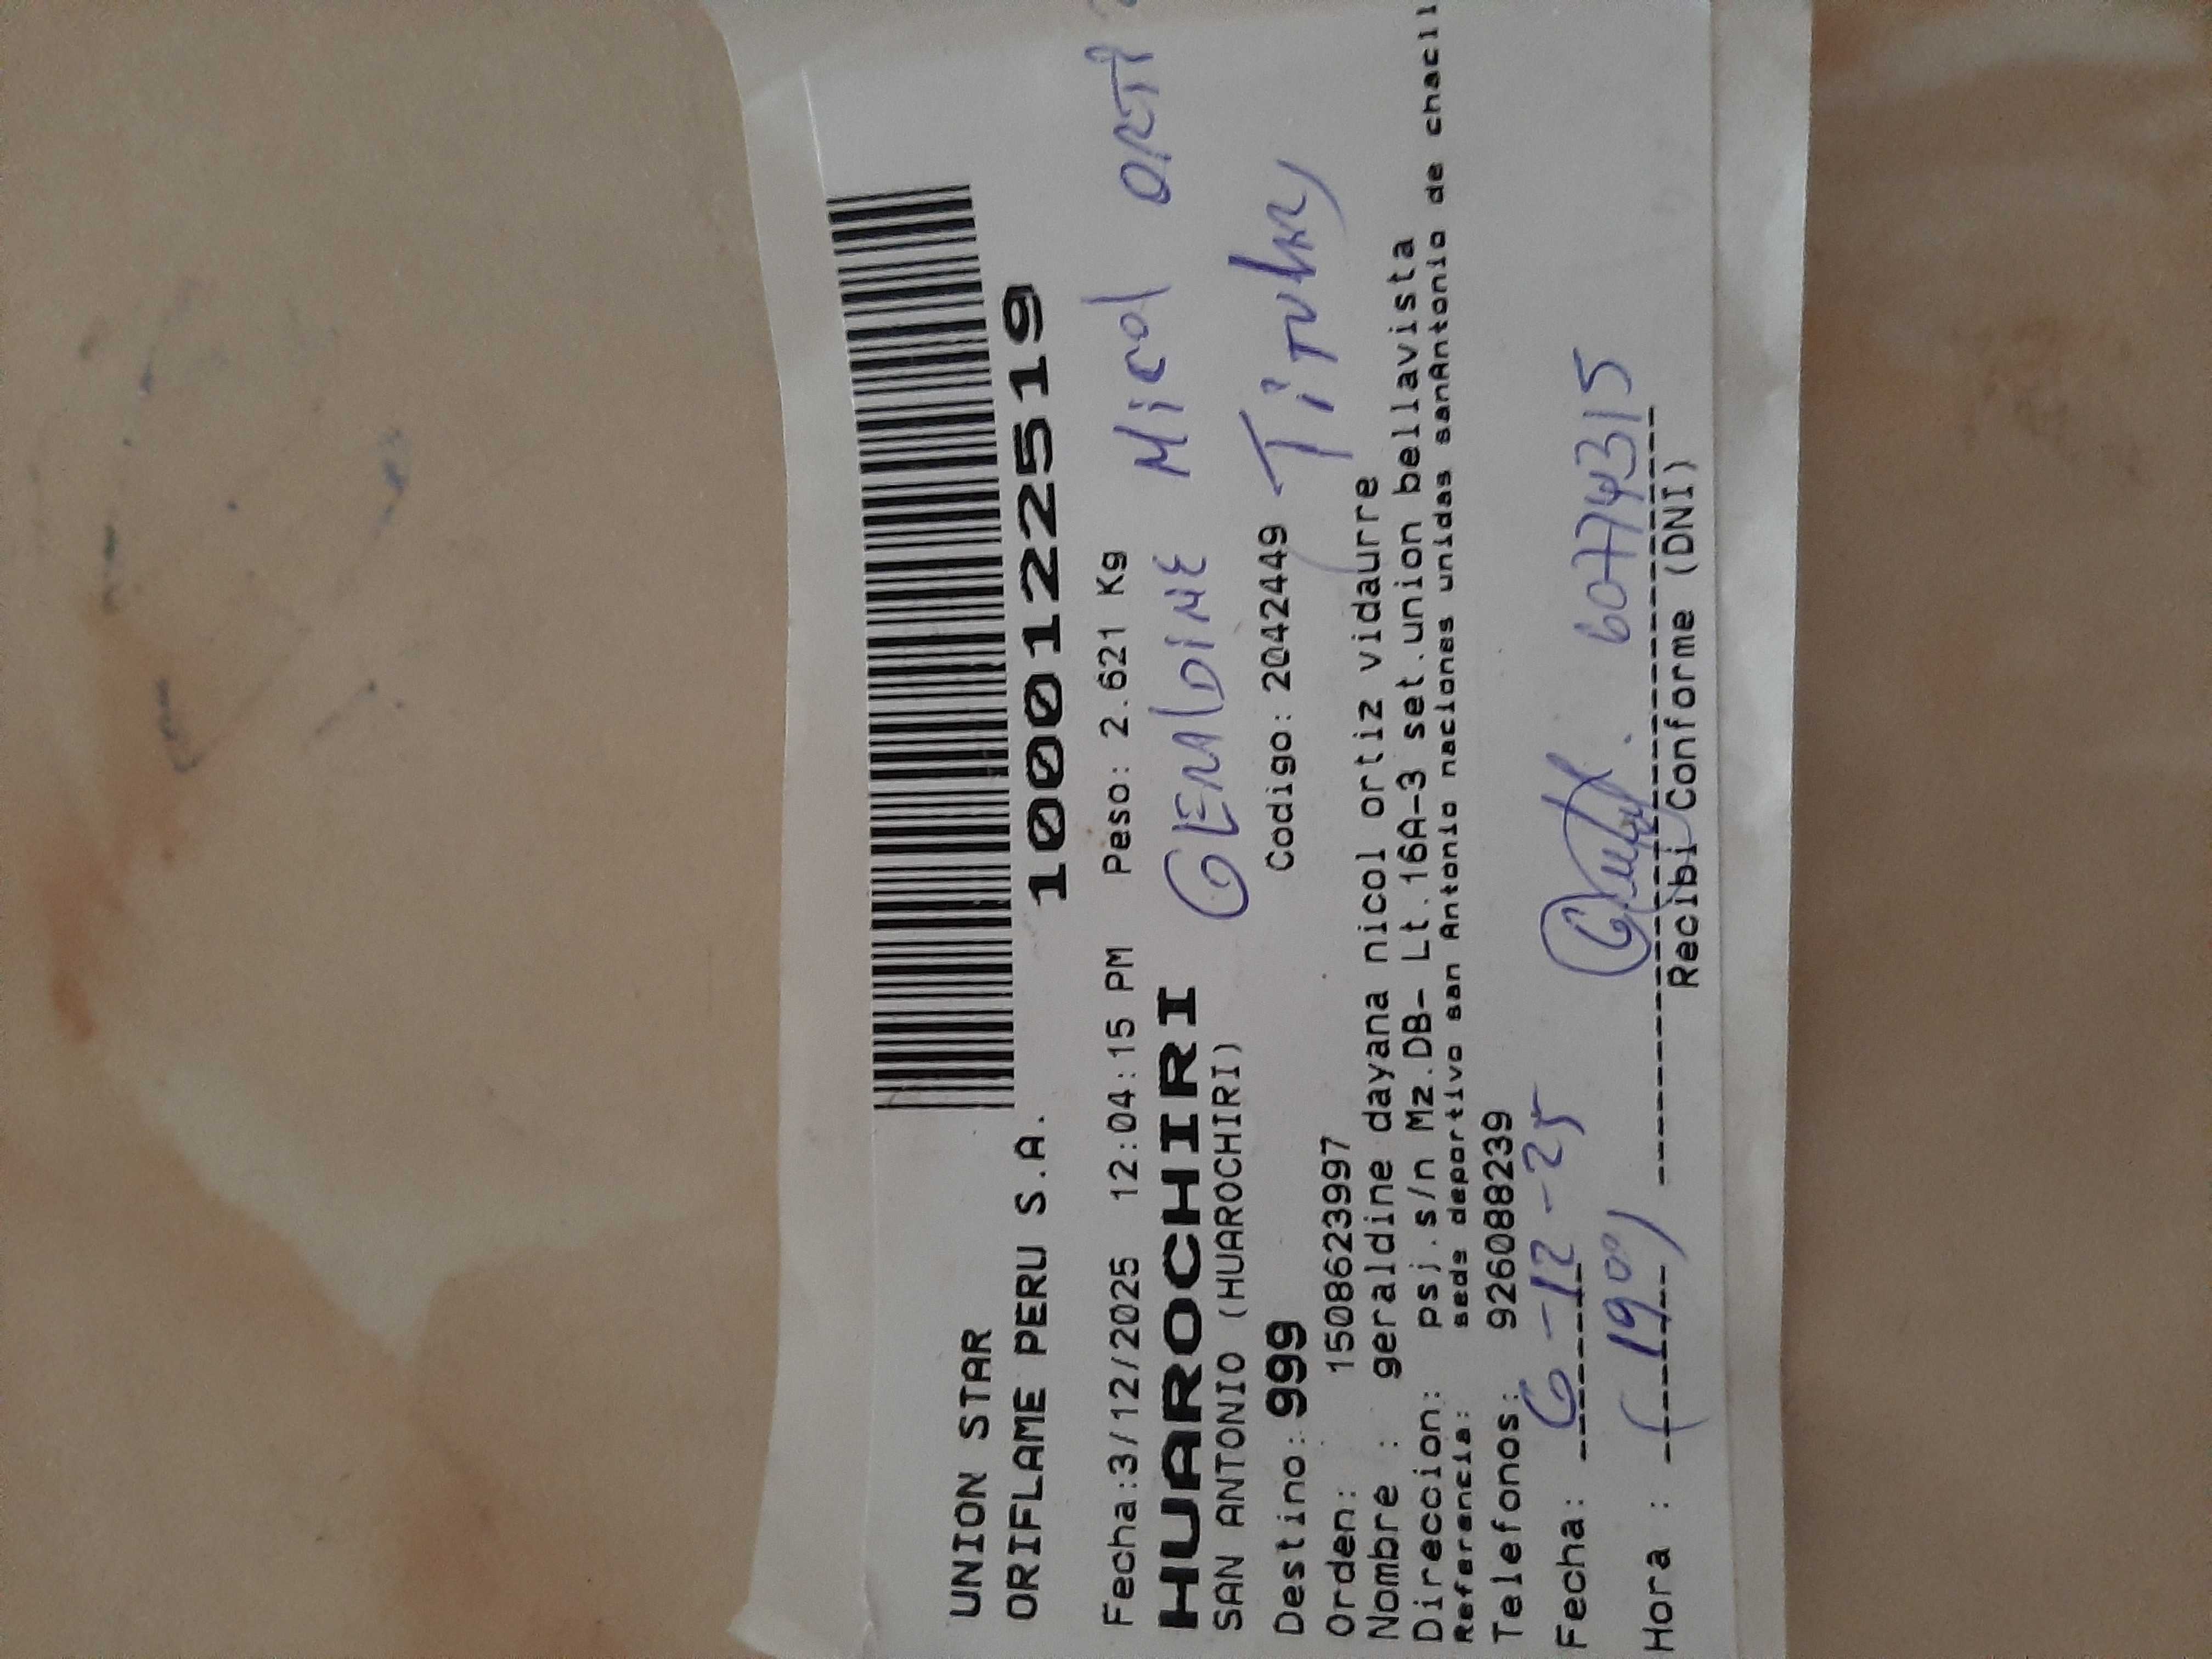 UNION STAR
ORIFLAME PERU S.A.
1000122519
Fecha:3/12/2025 12:04:15 PM Peso: 2.621 Kg
HUAROCHIRI
GERALDINE Nicol ORTI
SAN ANTONIO (HUAROCHIRI)
Destino: 999 Codigo: 2042449 Titular
Orden: 1508623997
Nombre : geraldine dayana nicol ortiz vidaurre
Direccion: psj.s/n Mz.DB- Lt.16A-3 set.union bellavista
Referencia: sede deportivo san Antonio naciones unidas sanAntonio de chacll
Telefonos: 926088239
Fecha: 6-12-25
60774315
Hora : (1900)
Recibi Conforme (DNI)